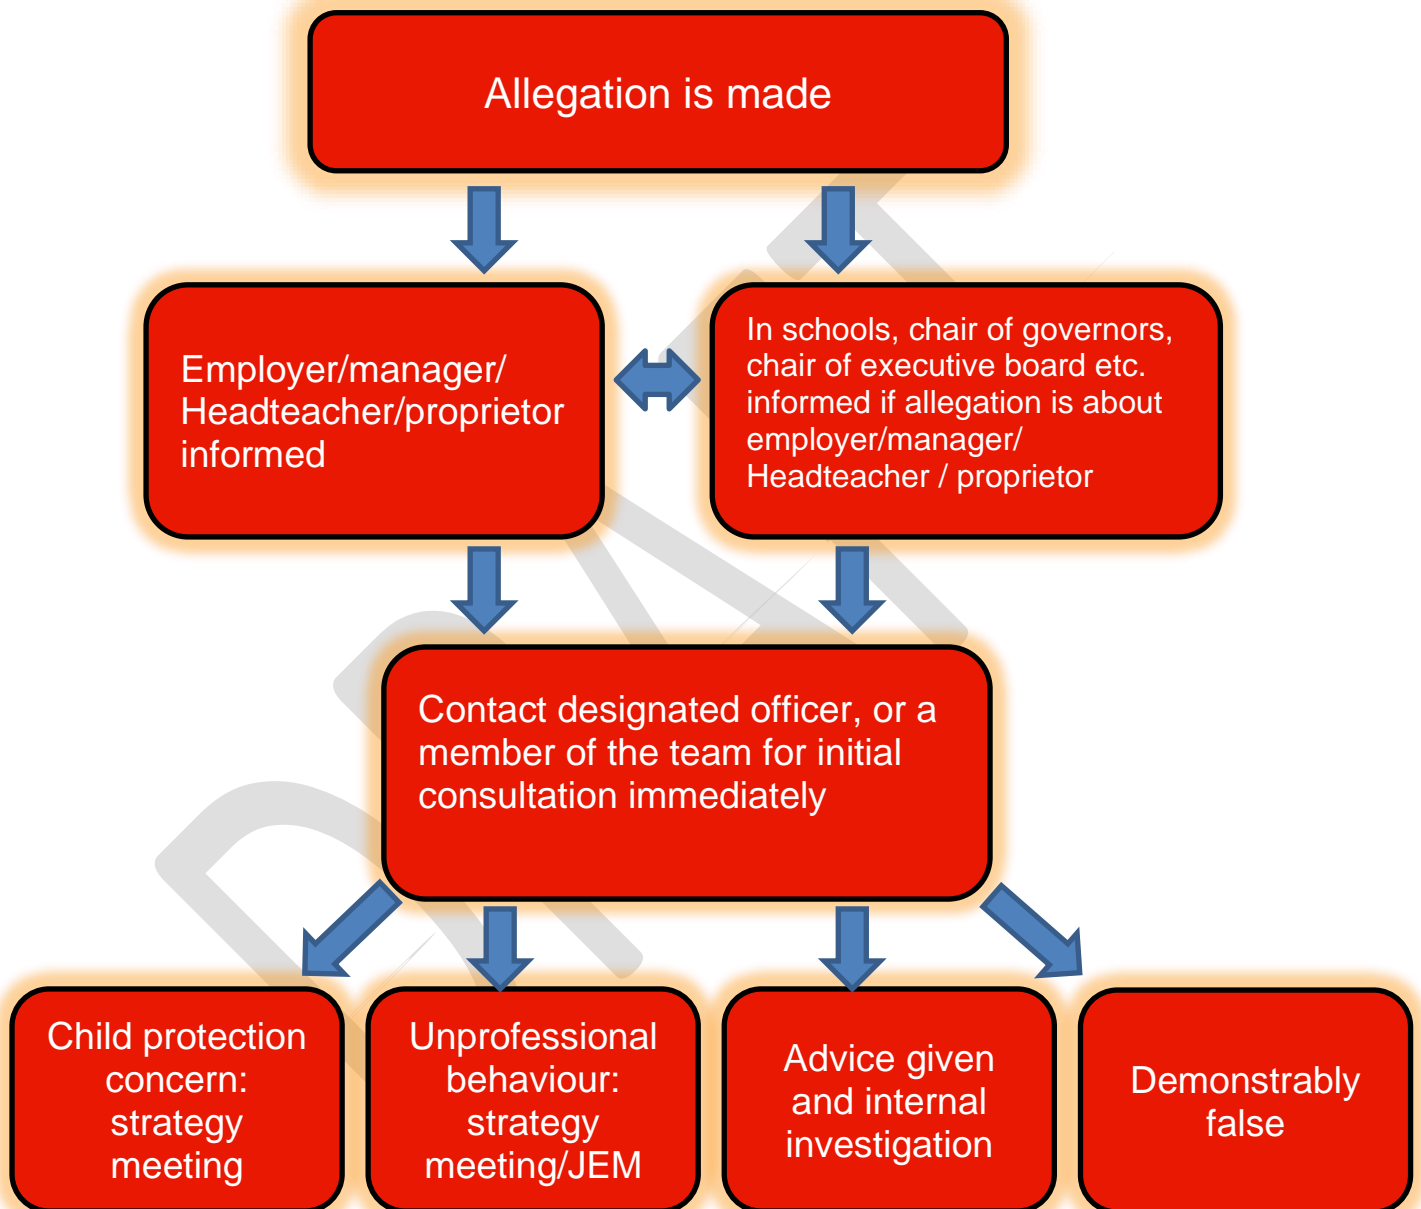 Allegation is made
Employer/manager/
Headteacher/proprietor
informed
In schools, chair of governors,
chair of executive board etc.
informed if allegation is about
employer/manager/
Headteacher / proprietor
Contact designated officer, or a
member of the team for initial
consultation immediately
Child protection
concern:
strategy
meeting
Unprofessional
behaviour:
strategy
meeting/JEM
Advice given
and internal
investigation
Demonstrably
false
DRAFT